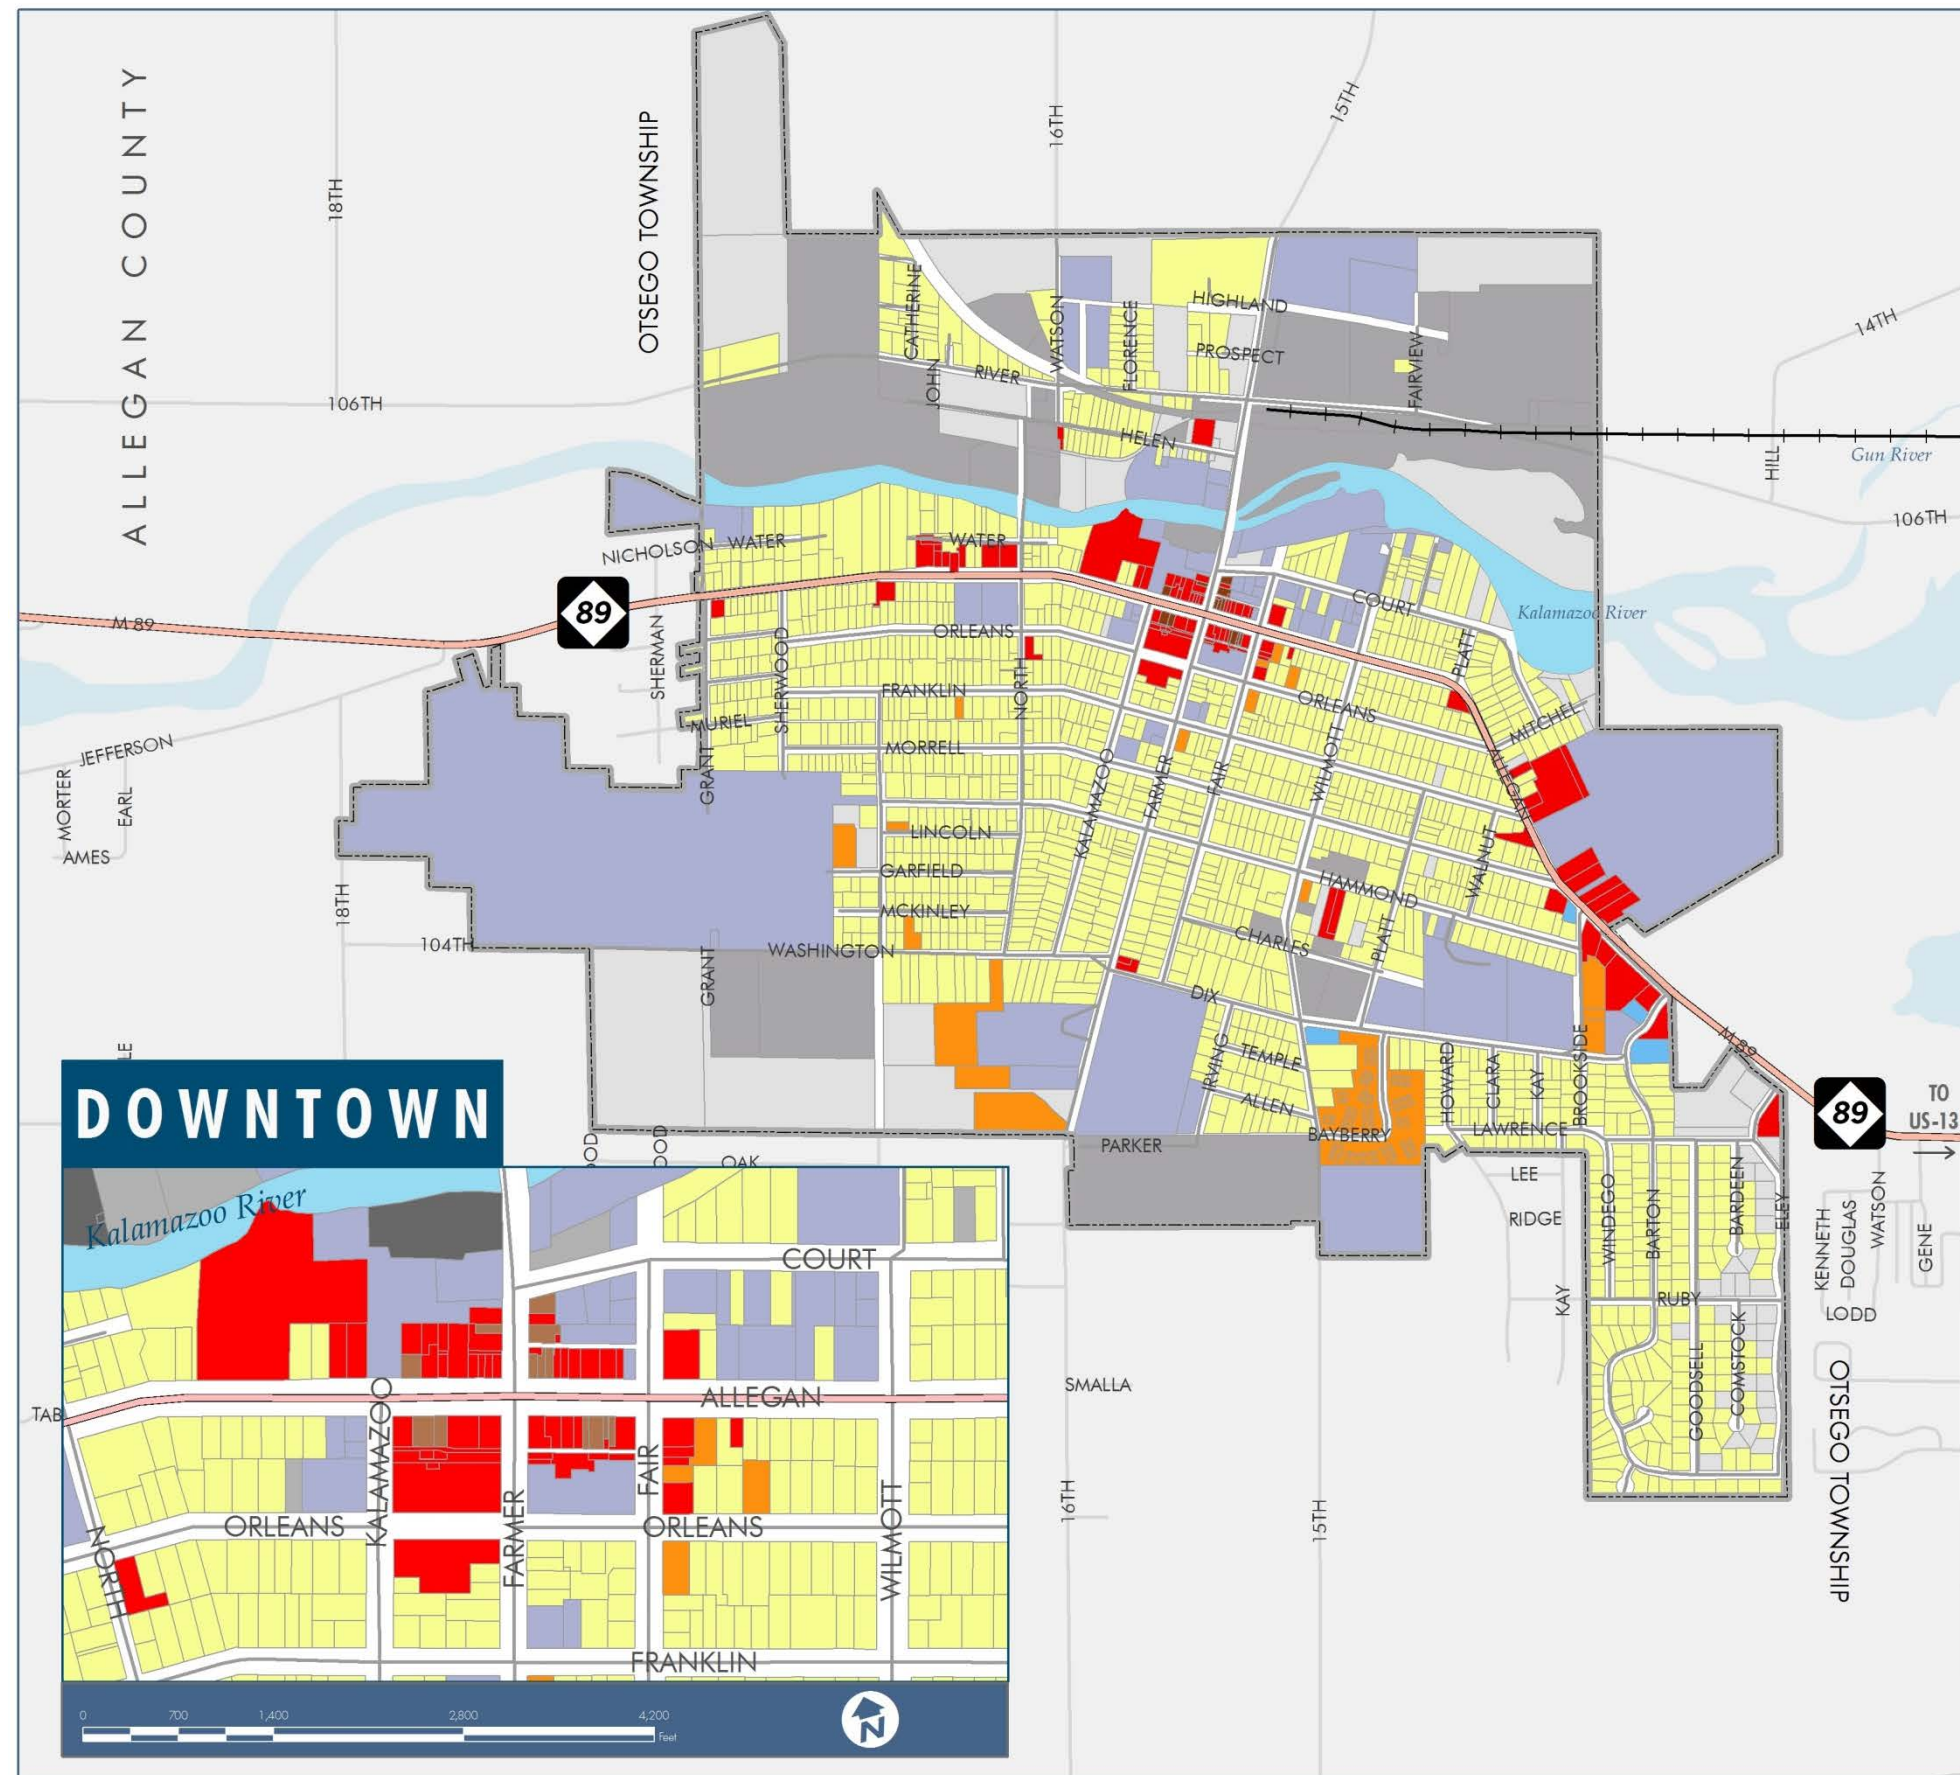 ALLEGAN COUNTY
OTSEGO TOWNSHIP
18TH
16TH
15TH
14TH
HIGHLAND
CATHERINE
WATSON
FLORENCE
PROSPECT
FAIRVIEW
JOHN
RIVER
106TH
HELEN
HILL
Gun River
106TH
NICHOLSON
WATER
WATER
89
M 89
SHERMAN
COURT
Kalamazoo River
ORLEANS
SHERWOOD
NORTH
PLATT
FRANKLIN
ORLEANS
MURIEL
MITCHEL
MORRELL
JEFFERSON
GRANT
KALAMAZOO
FARMER
FAIR
WILMOTT
ALLEGAN
MORTER
EARL
AMES
LINCOLN
WALNUT
GARFIELD
HAMMOND
MCKINLEY
18TH
104TH
WASHINGTON
CHARLES
PLATT
GRANT
DIX
M 89
LE
IRVING
TEMPLE
HOWARD
CLARA
KAY
BROOKSIDE
ALLEN
89
TO
US-13
BAYBERRY
LAWRENCE
PARKER
OOD
OOD
OAK
LEE
RIDGE
WINDEGO
BARTON
BARDEEN
ELEY
KENNETH
DOUGLAS
WATSON
GENE
KAY
RUBY
LODD
GOODSELL
COMSTOCK
SMALLA
16TH
15TH
OTSEGO TOWNSHIP
DOWNTOWN
Kalamazoo River
COURT
TAB
ALLEGAN
KALAMAZOO
FARMER
FAIR
WILMOTT
ORLEANS
ORLEANS
NORTH
FRANKLIN
0 700 1,400 2,800 4,200
Feet
N